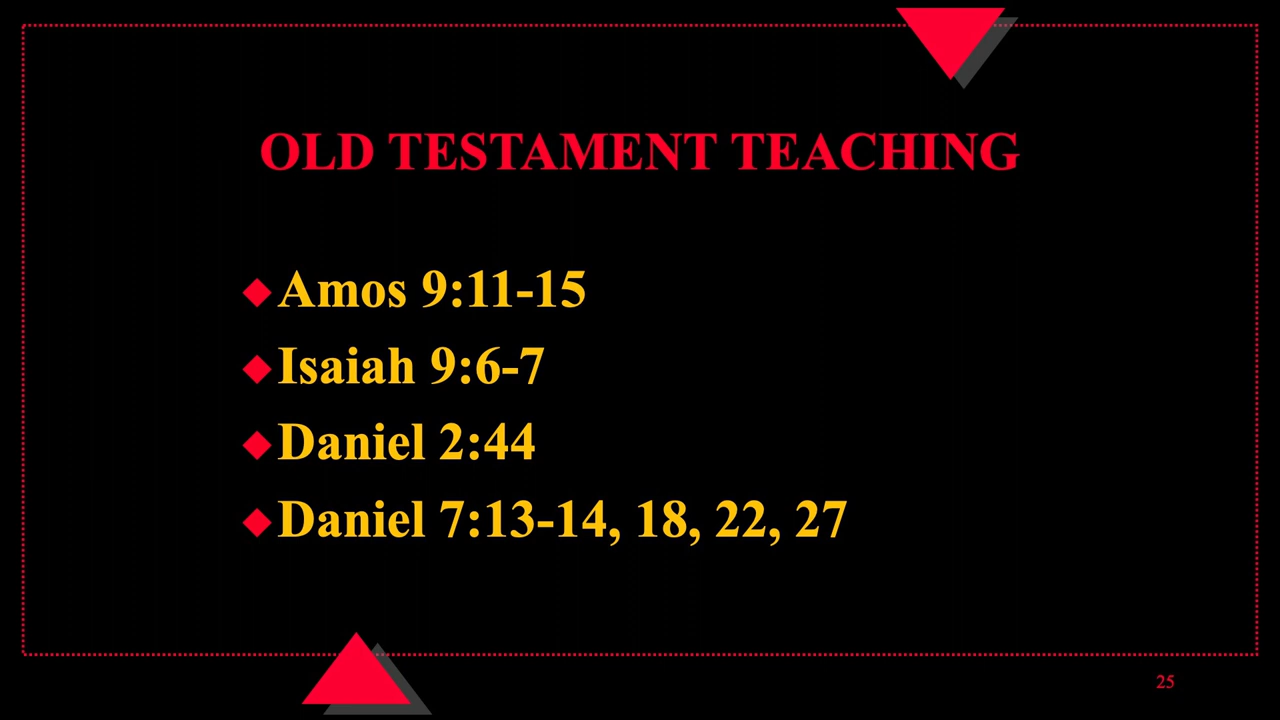 OLD TESTAMENT TEACHING
Amos 9:11-15
Isaiah 9:6-7
Daniel 2:44
Daniel 7:13-14, 18, 22, 27
25